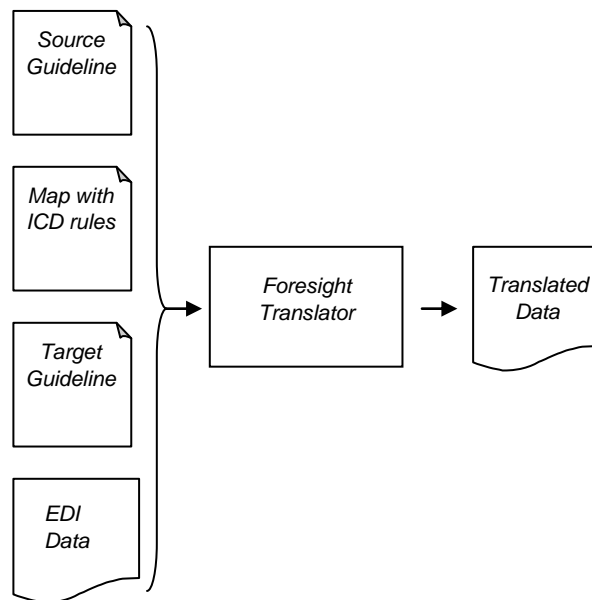 Source
Guideline
Map with
ICD rules
Target
Guideline
EDI
Data
Foresight
Translator
Translated
Data